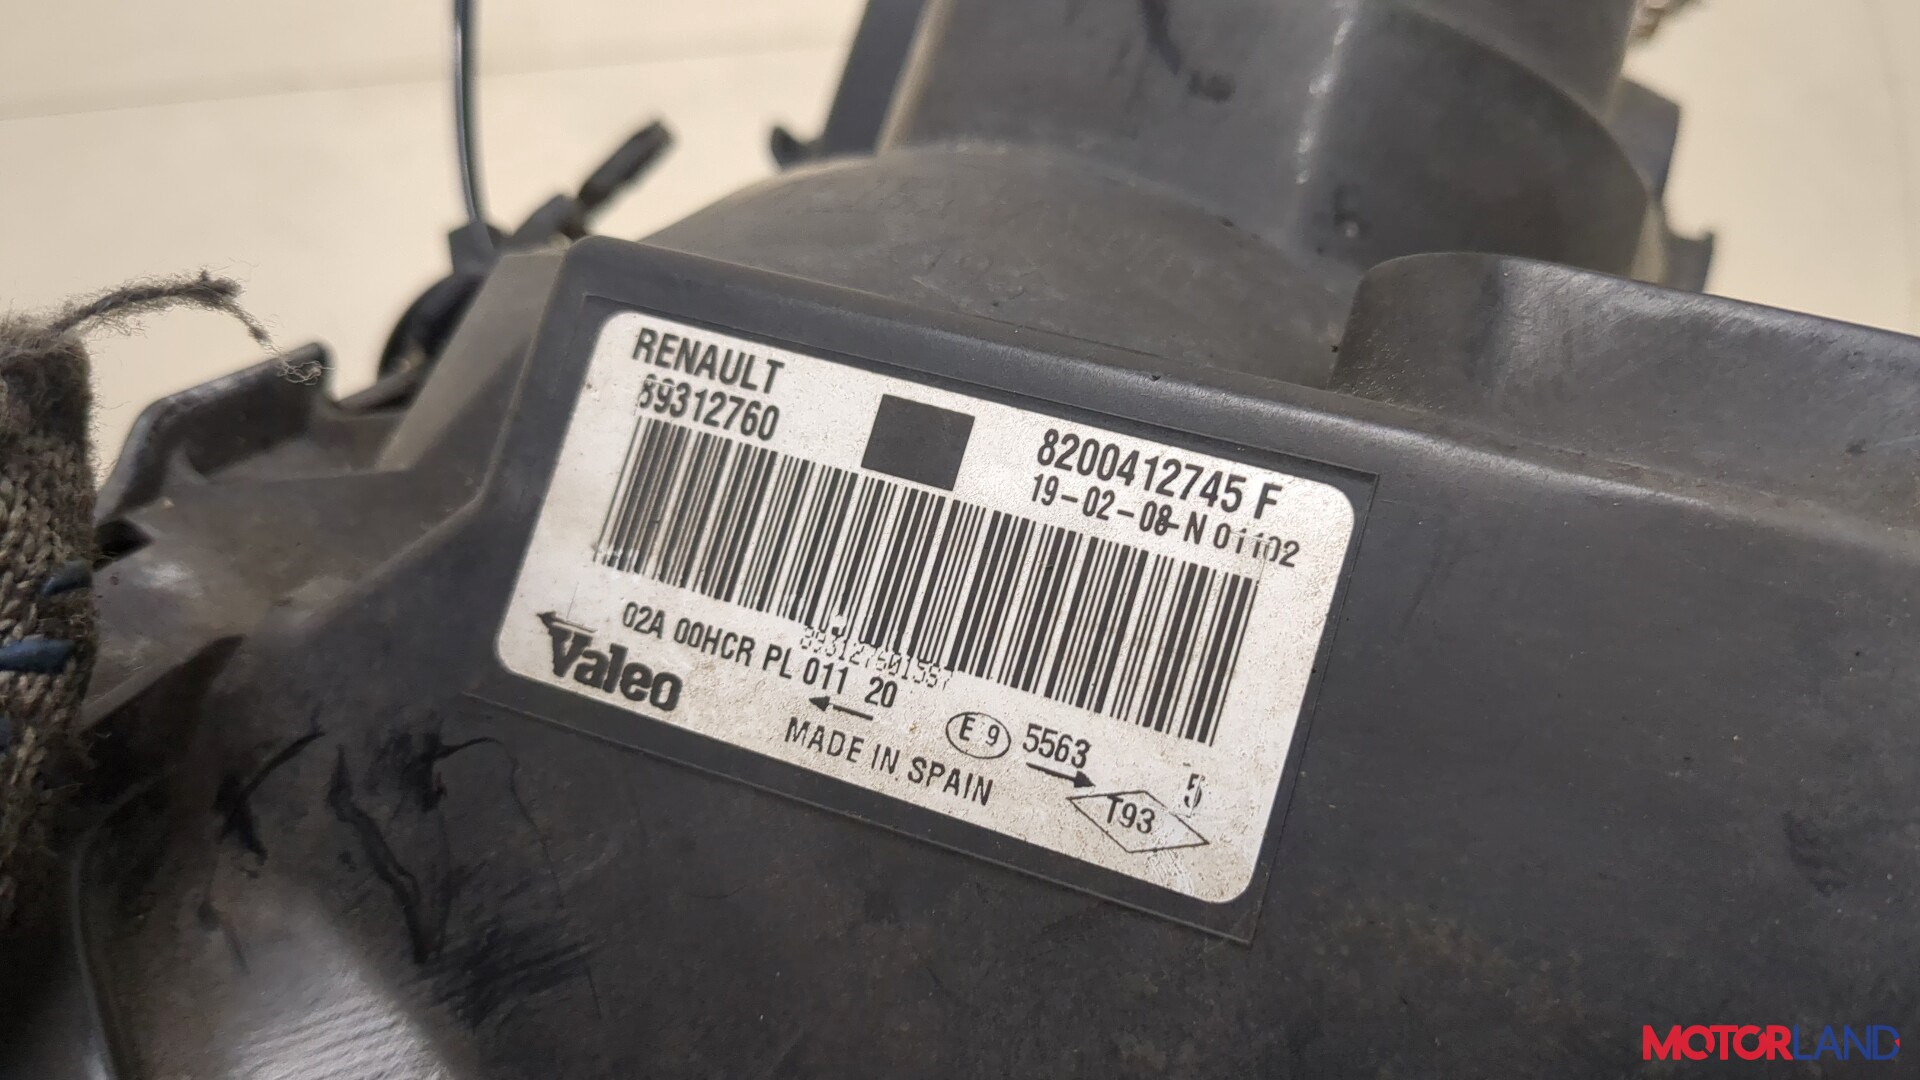 RENAULT
89312760
8200412745 F
19-02-08-N 01102
02A 00HCR PL 011 20
Valeo
MADE IN SPAIN
E 9 5563
5
T93
MOTORLAND